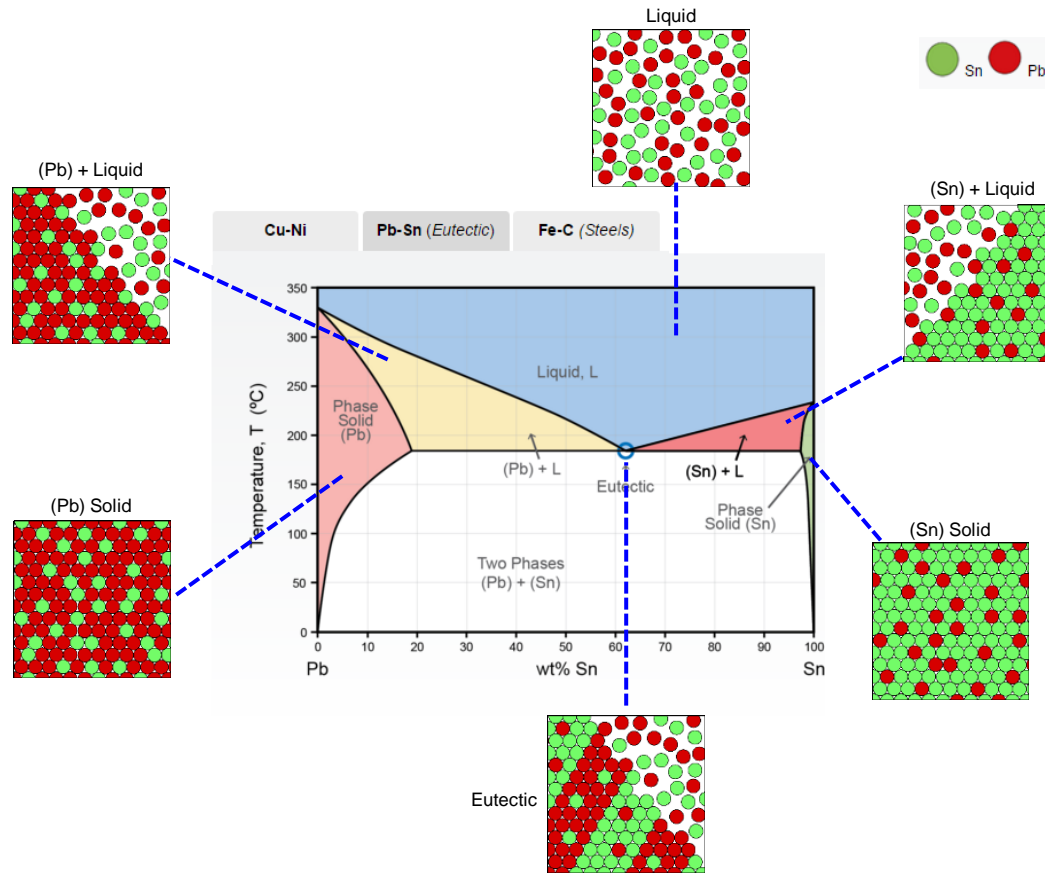 Liquid
Sn Pb
(Pb) + Liquid
(Sn) + Liquid
Cu-Ni
Pb-Sn (Eutectic)
Fe-C (Steels)
350
300
250
200
150
100
50
0
Temperature, T (ºC)
Liquid, L
Phase
Solid
(Pb)
(Pb) + L
Eutectic
(Sn) + L
Phase
Solid (Sn)
Two Phases
(Pb) + (Sn)
0 10 20 30 40 50 60 70 80 90 100
Pb wt% Sn Sn
(Pb) Solid
(Sn) Solid
Eutectic